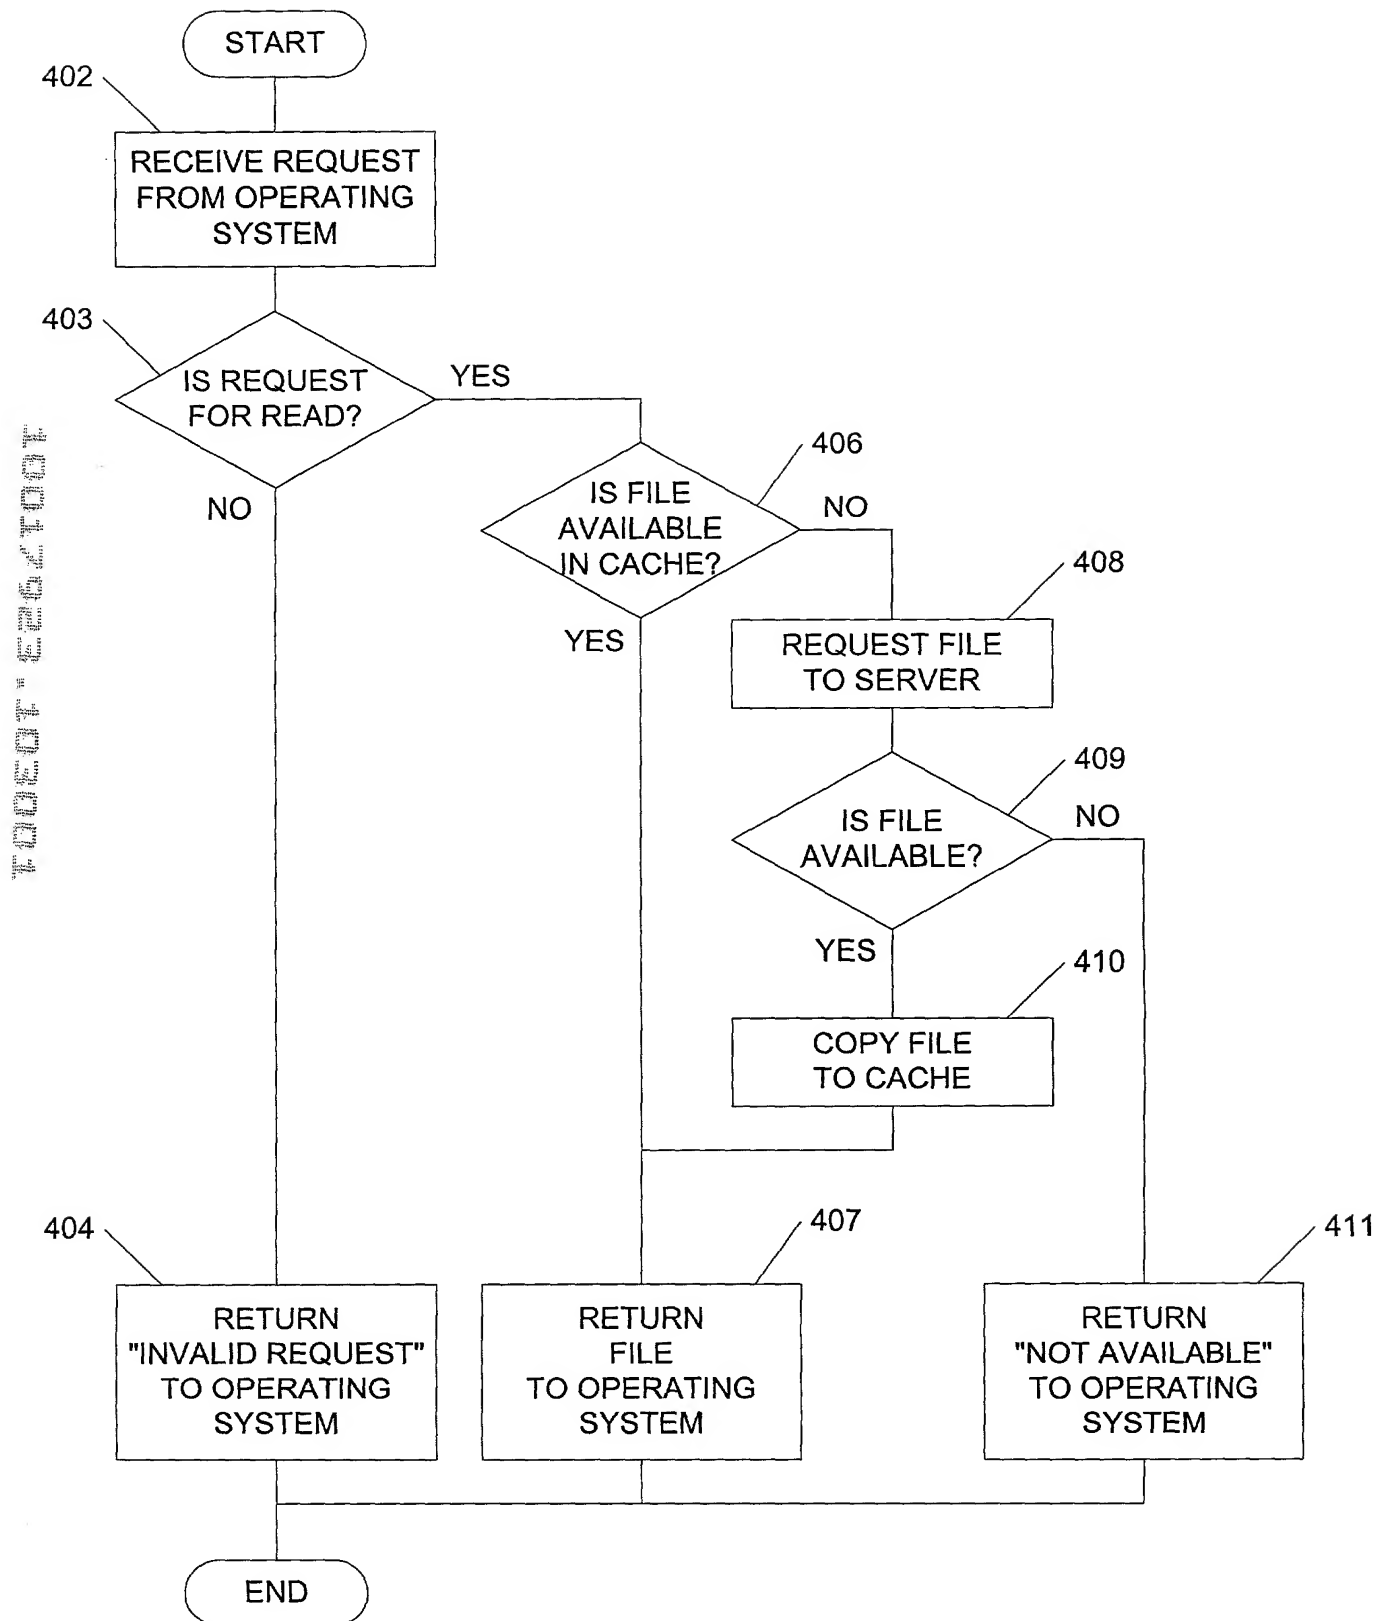 START
402
RECEIVE REQUEST
FROM OPERATING
SYSTEM
403
IS REQUEST
FOR READ?
YES
NO
406
IS FILE
AVAILABLE
IN CACHE?
NO
YES
408
REQUEST FILE
TO SERVER
409
IS FILE
AVAILABLE?
NO
YES
410
COPY FILE
TO CACHE
404
RETURN
"INVALID REQUEST"
TO OPERATING
SYSTEM
407
RETURN
FILE
TO OPERATING
SYSTEM
411
RETURN
"NOT AVAILABLE"
TO OPERATING
SYSTEM
END
10017923.103001